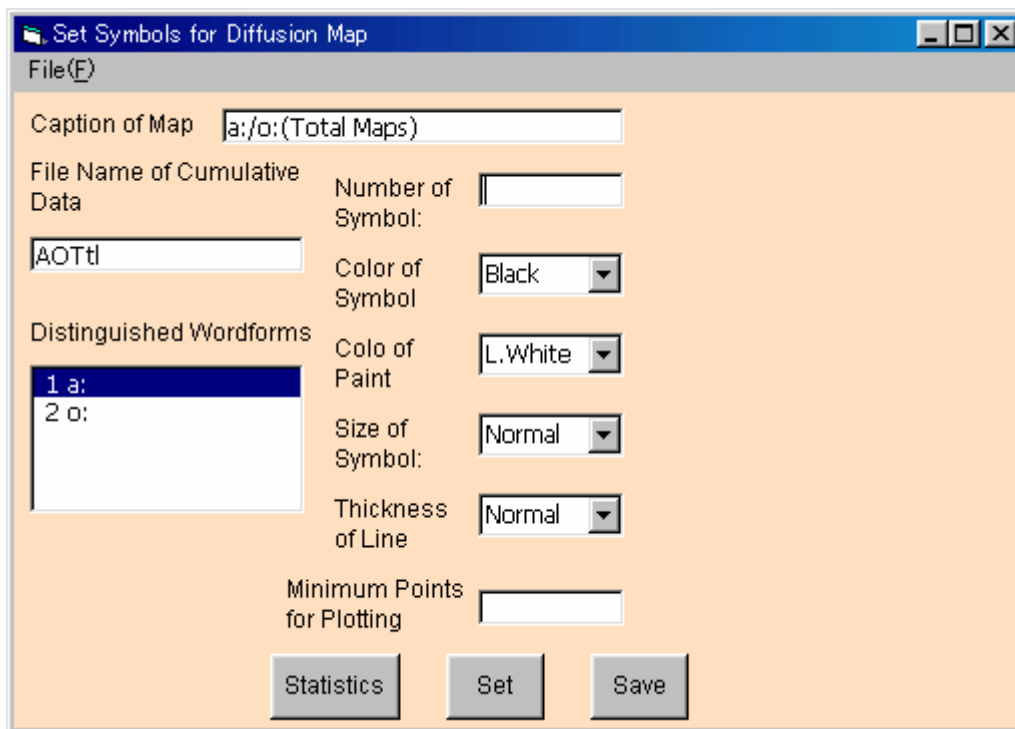 Set Symbols for Diffusion Map
File(F)
Caption of Map
a:/o:(Total Maps)
File Name of Cumulative
Data
AOTtl
Distinguished Wordforms
1 a:
2 o:
Number of
Symbol:
Color of
Symbol
Black
Colo of
Paint
L.White
Size of
Symbol:
Normal
Thickness
of Line
Normal
Minimum Points
for Plotting
Statistics
Set
Save